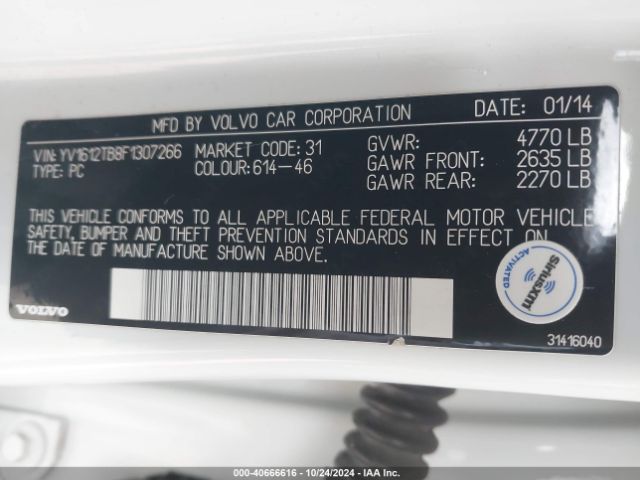 MFD BY VOLVO CAR CORPORATION DATE: 01/14
VIN: YV1612TB8F1307266 MARKET CODE: 31 GVWR: 4770 LB
TYPE: PC COLOUR: 614-46 GAWR FRONT: 2635 LB
GAWR REAR: 2270 LB
THIS VEHICLE CONFORMS TO ALL APPLICABLE FEDERAL MOTOR VEHICLE
SAFETY, BUMPER AND THEFT PREVENTION STANDARDS IN EFFECT ON
THE DATE OF MANUFACTURE SHOWN ABOVE.
ACTIVATED
SiriusXM
VOLVO
31416040
000-40666616 - 10/24/2024 - IAA Inc.